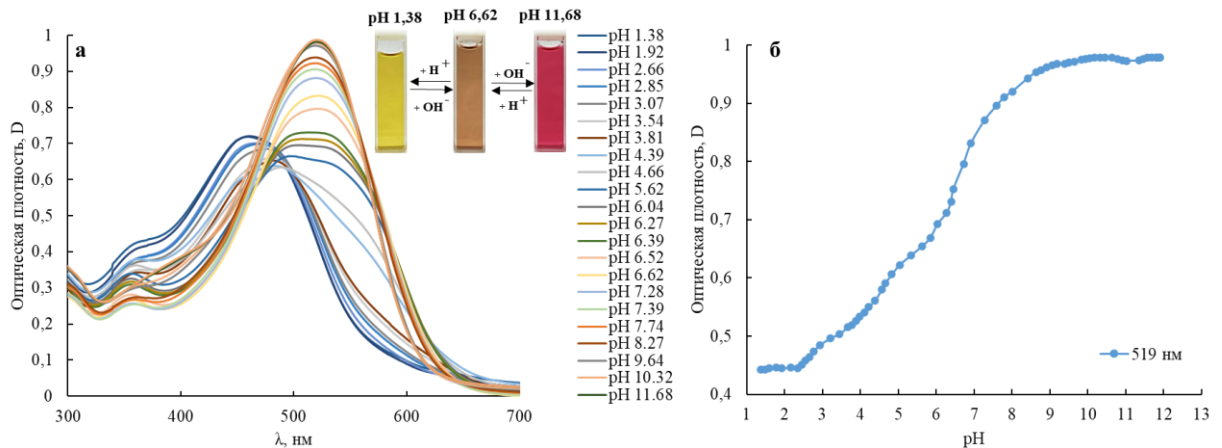 а
pH 1,38
pH 6,62
pH 11,68
+ H⁺
+ OH⁻
+ OH⁻
+ H⁺
Оптическая плотность, D
1
0,9
0,8
0,7
0,6
0,5
0,4
0,3
0,2
0,1
0
300
400
500
600
700
λ, нм
pH 1.38
pH 1.92
pH 2.66
pH 2.85
pH 3.07
pH 3.54
pH 3.81
pH 4.39
pH 4.66
pH 5.62
pH 6.04
pH 6.27
pH 6.39
pH 6.52
pH 6.62
pH 7.28
pH 7.39
pH 7.74
pH 8.27
pH 9.64
pH 10.32
pH 11.68
б
Оптическая плотность, D
1
0,9
0,8
0,7
0,6
0,5
0,4
1
2
3
4
5
6
7
8
9
10
11
12
13
pH
519 нм